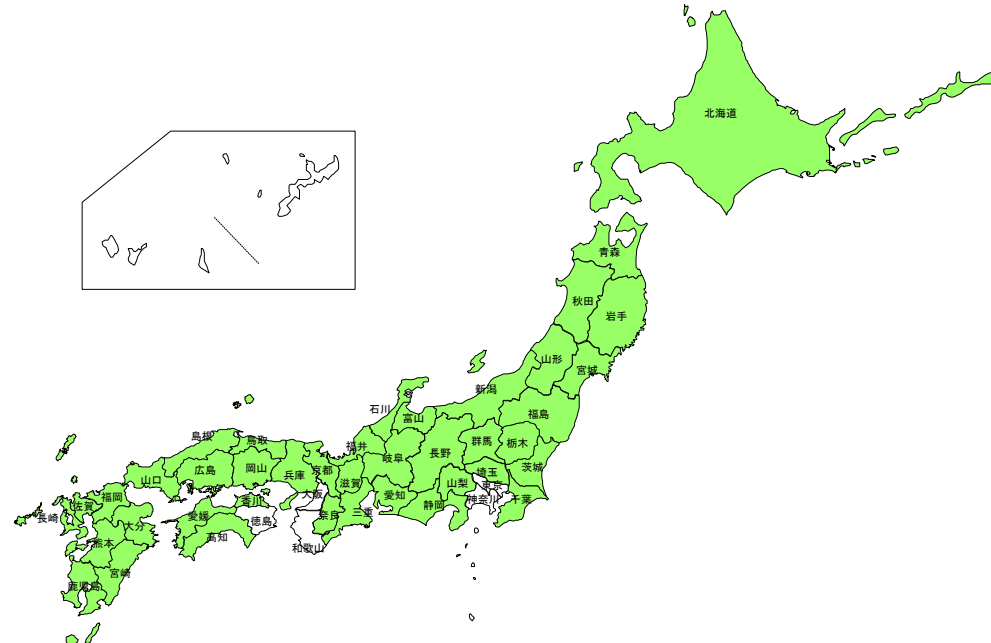 北海道
青森
秋田
岩手
山形
宮城
新潟
石川
富山
福島
島根
鳥取
福井
長野
群馬
栃木
岐阜
茨城
広島
岡山
兵庫
京都
滋賀
山梨
埼玉
東京
山口
大阪
愛知
静岡
神奈川
千葉
福岡
佐賀
香川
長崎
愛媛
徳島
奈良
三重
大分
高知
熊本
和歌山
宮崎
鹿児島